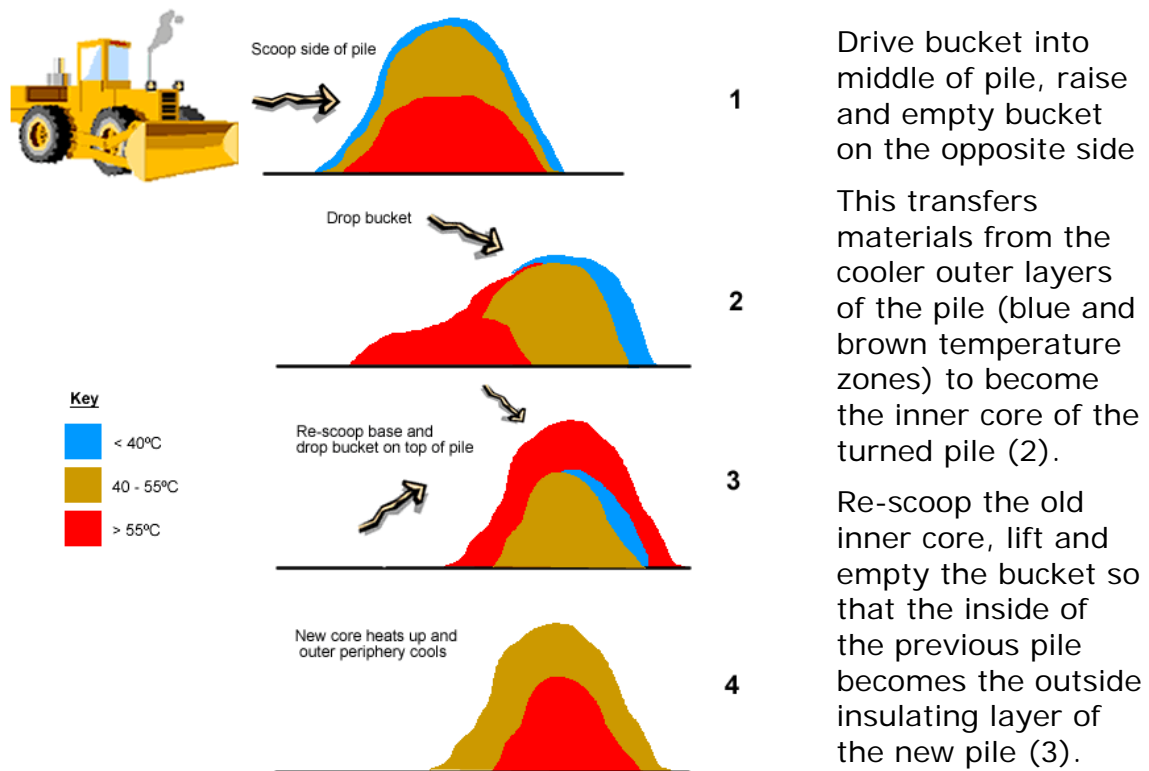 Scoop side of pile
1
Drop bucket
2
Key
< 40ºC
40 - 55ºC
> 55ºC
Re-scoop base and
drop bucket on top of pile
3
New core heats up and
outer periphery cools
4
Drive bucket into
middle of pile, raise
and empty bucket
on the opposite side
This transfers
materials from the
cooler outer layers
of the pile (blue and
brown temperature
zones) to become
the inner core of the
turned pile (2).
Re-scoop the old
inner core, lift and
empty the bucket so
that the inside of
the previous pile
becomes the outside
insulating layer of
the new pile (3).